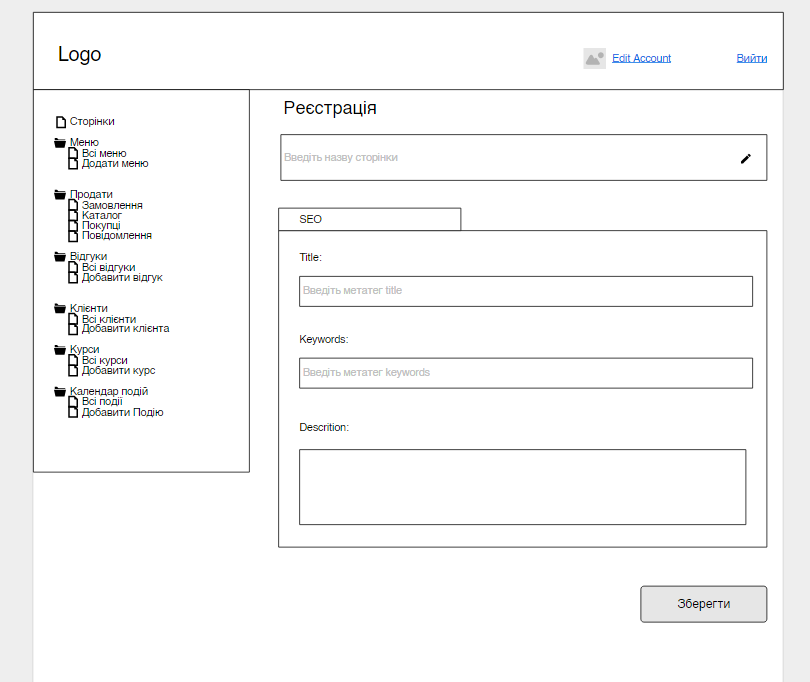 Logo
Edit Account
Вийти
Сторінки
Меню
Всі меню
Додати меню
Продати
Замовлення
Каталог
Покупці
Повідомлення
Відгуки
Всі відгуки
Добавити відгук
Клієнти
Всі клієнти
Добавити клієнта
Курси
Всі курси
Добавити курс
Календар подій
Всі події
Добавити Подію
Реєстрація
Введіть назву сторінки
SEO
Title:
Введіть метатег title
Keywords:
Введіть метатег keywords
Descrition:
Зберегти